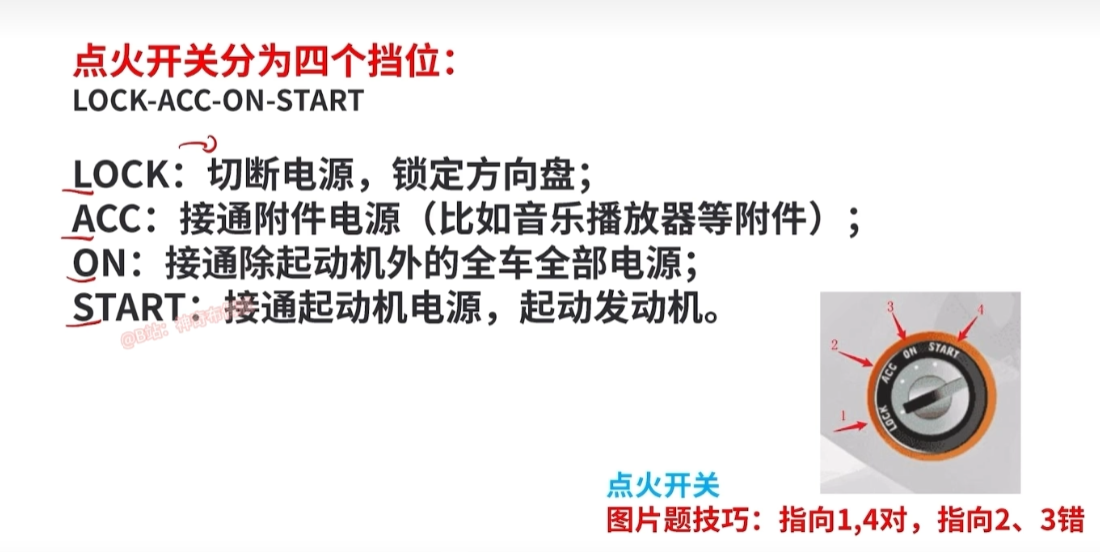 点火开关分为四个挡位：
LOCK-ACC-ON-START
LOCK：切断电源，锁定方向盘；
ACC：接通附件电源（比如音乐播放器等附件）；
ON：接通除起动机外的全车全部电源；
START：接通起动机电源，起动发动机。
@B站：神奇布
3
4
2
ON START
ACC
1
LOCK
点火开关
图片题技巧：指向1,4对，指向2、3错